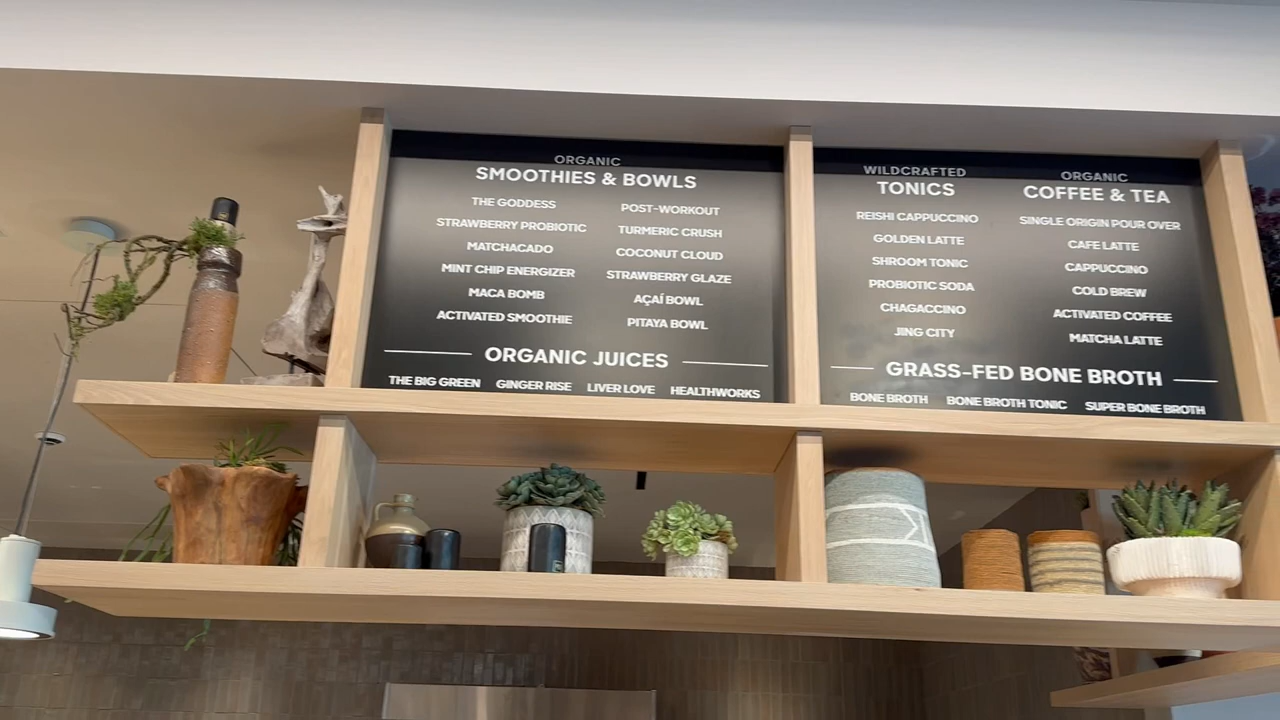 ORGANIC
SMOOTHIES & BOWLS
THE GODDESS
STRAWBERRY PROBIOTIC
MATCHACADO
MINT CHIP ENERGIZER
MACA BOMB
ACTIVATED SMOOTHIE
POST-WORKOUT
TURMERIC CRUSH
COCONUT CLOUD
STRAWBERRY GLAZE
AÇAÍ BOWL
PITAYA BOWL
ORGANIC JUICES
THE BIG GREEN GINGER RISE LIVER LOVE HEALTHWORKS
WILDCRAFTED
TONICS
REISHI CAPPUCCINO
GOLDEN LATTE
SHROOM TONIC
PROBIOTIC SODA
CHAGACCINO
JING CITY
ORGANIC
COFFEE & TEA
SINGLE ORIGIN POUR OVER
CAFE LATTE
CAPPUCCINO
COLD BREW
ACTIVATED COFFEE
MATCHA LATTE
GRASS-FED BONE BROTH
BONE BROTH BONE BROTH TONIC SUPER BONE BROTH